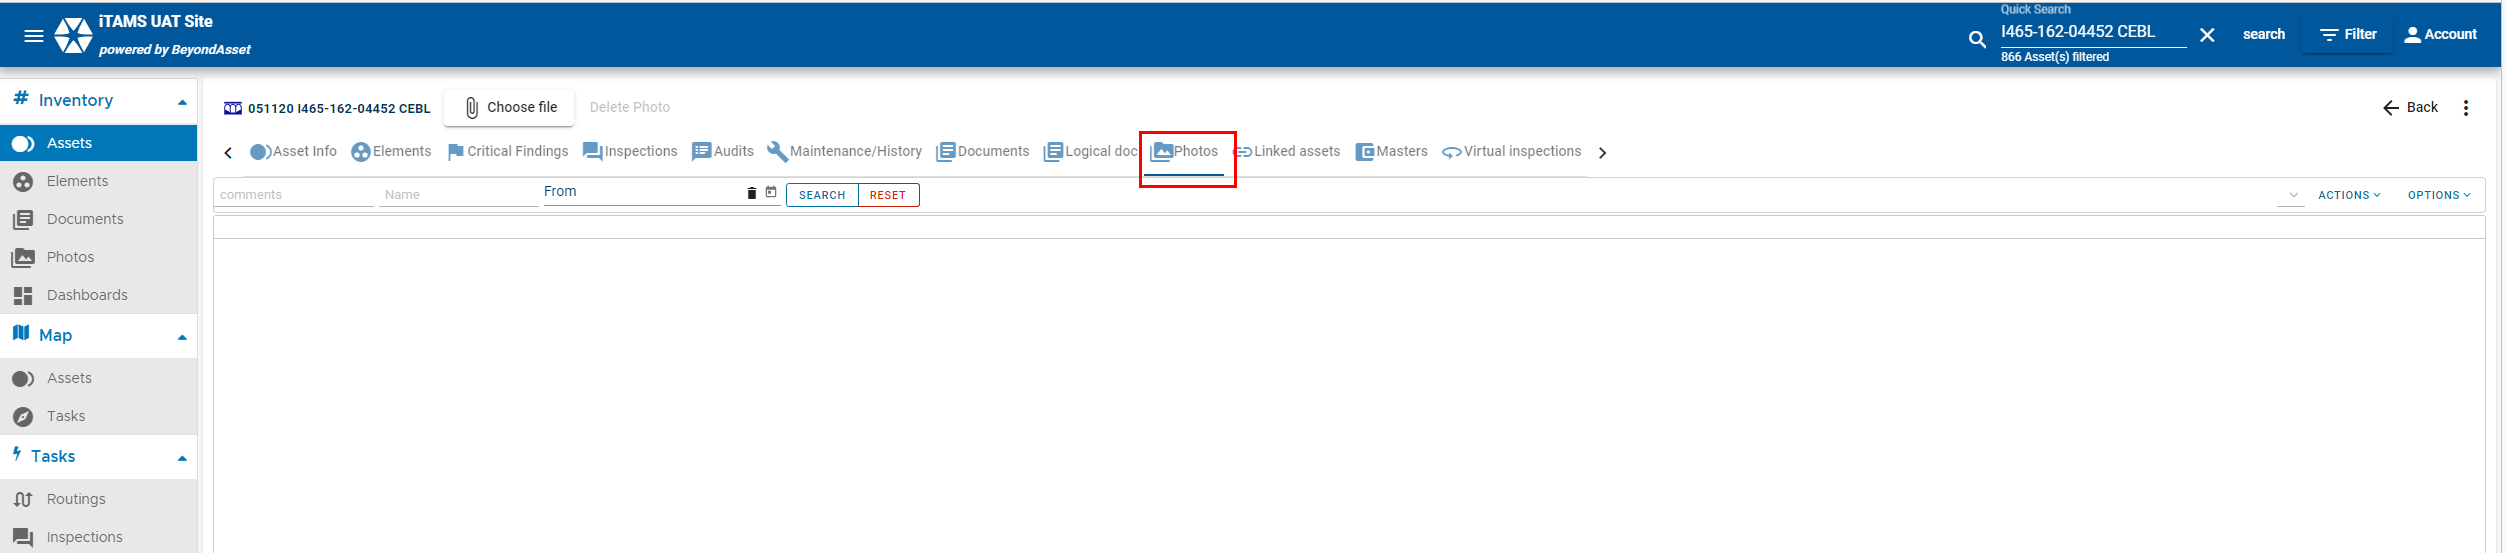 iTAMS UAT Site
powered by BeyondAsset
Quick Search
I465-162-04452 CEBL
866 Asset(s) filtered
search
Filter
Account
Inventory
Assets
Elements
Documents
Photos
Dashboards
Map
Assets
Tasks
Tasks
Routings
Inspections
051120 I465-162-04452 CEBL
Choose file
Delete Photo
Back
Asset Info
Elements
Critical Findings
Inspections
Audits
Maintenance/History
Documents
Logical doc
Photos
Linked assets
Masters
Virtual inspections
comments
Name
From
SEARCH
RESET
ACTIONS
OPTIONS